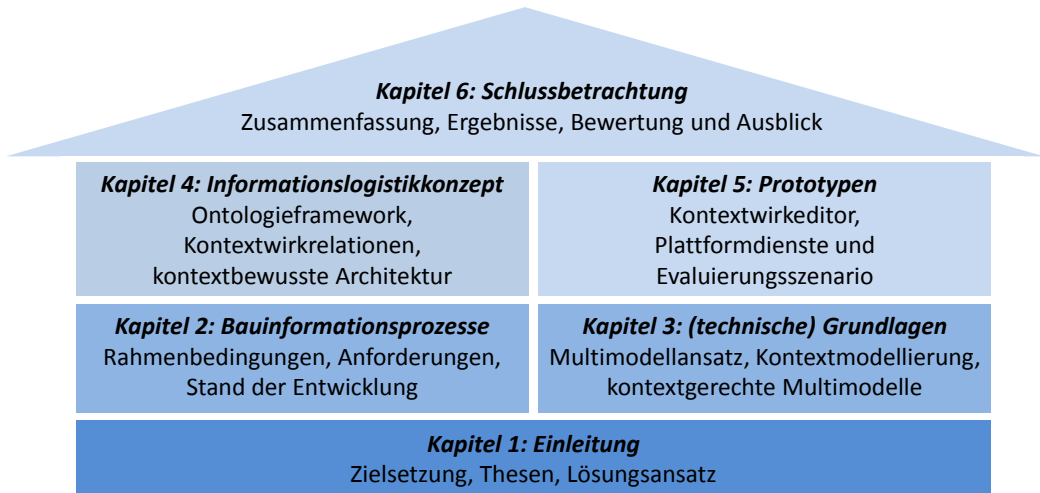 Kapitel 6: Schlussbetrachtung
Zusammenfassung, Ergebnisse, Bewertung und Ausblick
Kapitel 4: Informationslogistikkonzept
Ontologieframework,
Kontextwirkrelationen,
kontextbewusste Architektur
Kapitel 5: Prototypen
Kontextwirkeditor,
Plattformdienste und
Evaluierungsszenario
Kapitel 2: Bauinformationsprozesse
Rahmenbedingungen, Anforderungen,
Stand der Entwicklung
Kapitel 3: (technische) Grundlagen
Multimodellansatz, Kontextmodellierung,
kontextgerechte Multimodelle
Kapitel 1: Einleitung
Zielsetzung, Thesen, Lösungsansatz